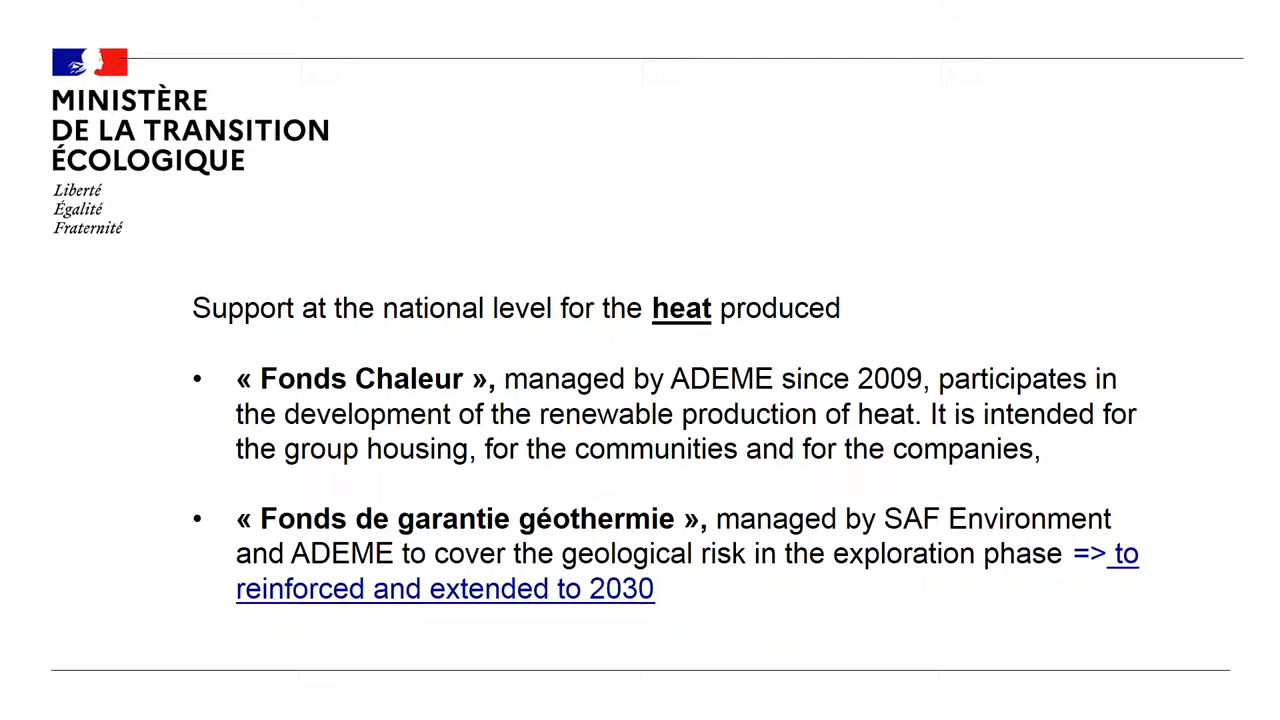 MINISTÈRE
DE LA TRANSITION
ÉCOLOGIQUE
Liberté
Égalité
Fraternité
Support at the national level for the heat produced
• « Fonds Chaleur », managed by ADEME since 2009, participates in
the development of the renewable production of heat. It is intended for
the group housing, for the communities and for the companies,
• « Fonds de garantie géothermie », managed by SAF Environment
and ADEME to cover the geological risk in the exploration phase => to
reinforced and extended to 2030